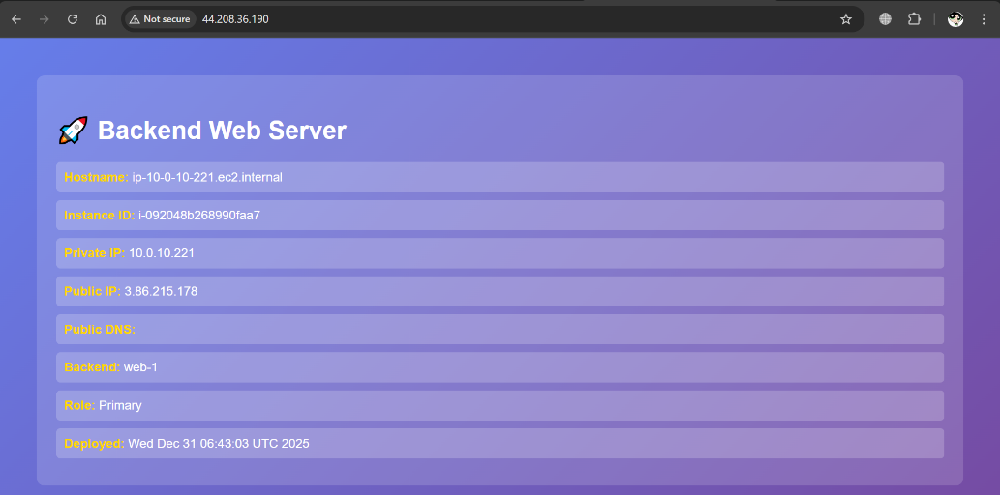 Not secure 44.208.36.190
🚀 Backend Web Server
Hostname: ip-10-0-10-221.ec2.internal
Instance ID: i-092048b268990faa7
Private IP: 10.0.10.221
Public IP: 3.86.215.178
Public DNS:
Backend: web-1
Role: Primary
Deployed: Wed Dec 31 06:43:03 UTC 2025